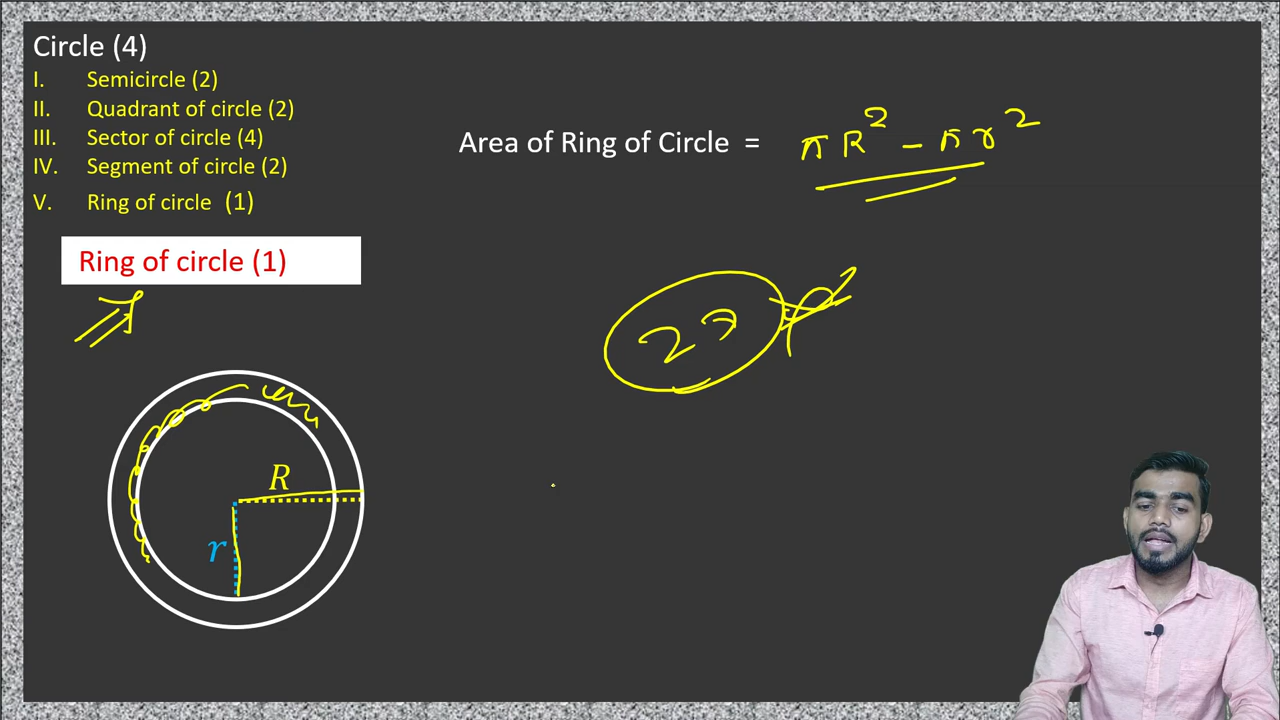 Circle (4)
I. Semicircle (2)
II. Quadrant of circle (2)
III. Sector of circle (4)
IV. Segment of circle (2)
V. Ring of circle (1)
Area of Ring of Circle = πR² − πr²
Ring of circle (1)
R
r